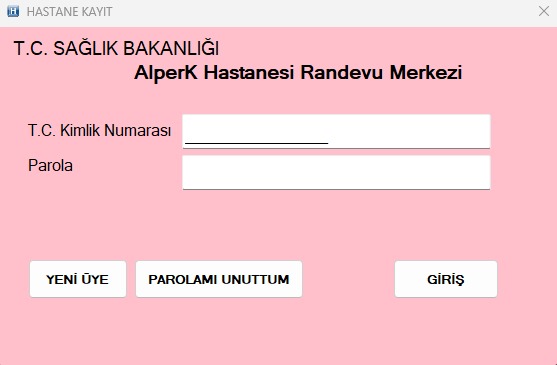 HASTANE KAYIT
T.C. SAĞLIK BAKANLIĞI
AlperK Hastanesi Randevu Merkezi
T.C. Kimlik Numarası
Parola
YENİ ÜYE
PAROLAMI UNUTTUM
GİRİŞ